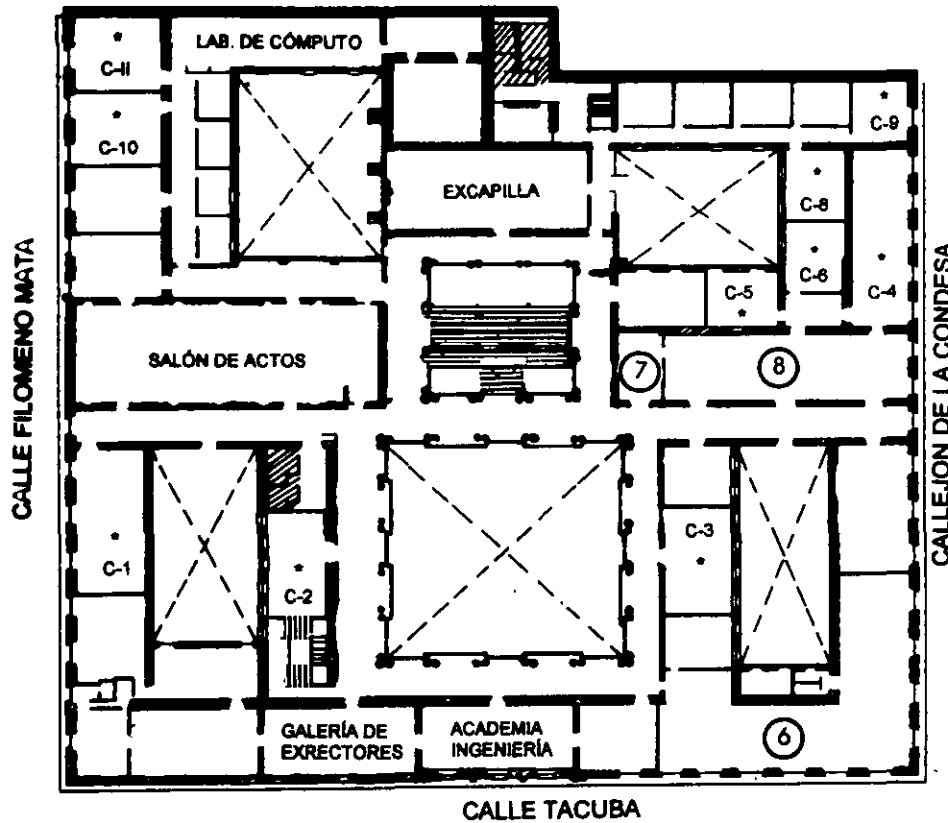 LAB. DE CÓMPUTO
C-11
C-10
C-9
EXCAPILLA
C-8
C-6
C-5
C-4
CALLE FILOMENO MATA
SALÓN DE ACTOS
7
8
CALLEJON DE LA CONDESA
C-1
C-2
C-3
GALERÍA DE
EXRECTORES
ACADEMIA
INGENIERÍA
6
CALLE TACUBA